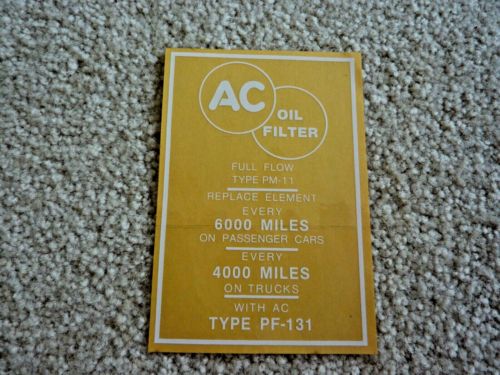 AC
OIL
FILTER
FULL FLOW
TYPE PM-11
REPLACE ELEMENT
EVERY
6000 MILES
ON PASSENGER CARS
EVERY
4000 MILES
ON TRUCKS
WITH AC
TYPE PF-131